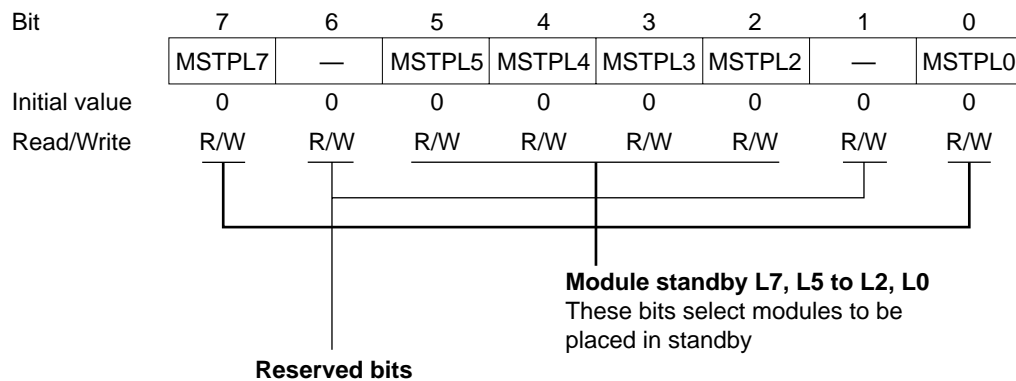 Bit 7 6 5 4 3 2 1 0
MSTPL7 — MSTPL5 MSTPL4 MSTPL3 MSTPL2 — MSTPL0
Initial value 0 0 0 0 0 0 0 0
Read/Write R/W R/W R/W R/W R/W R/W R/W R/W
Module standby L7, L5 to L2, L0
These bits select modules to be
placed in standby
Reserved bits